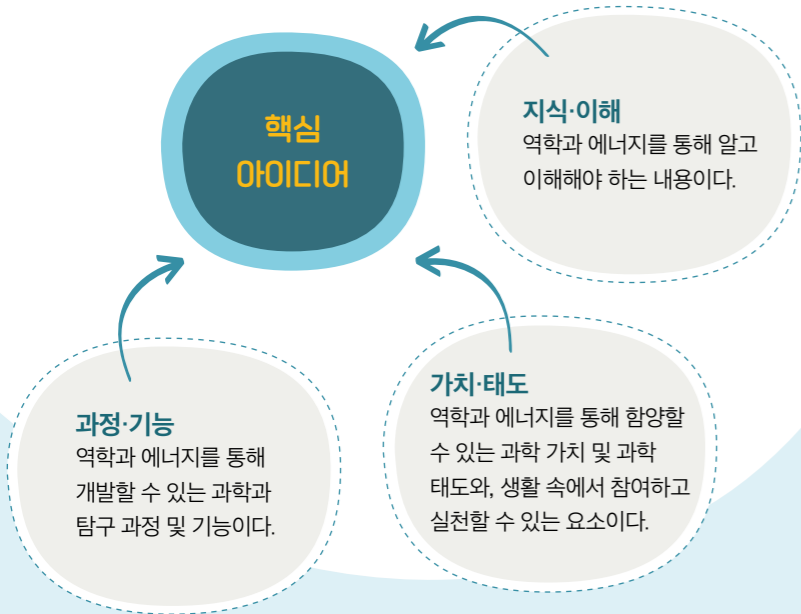 핵심
아이디어
지식·이해
역학과 에너지를 통해 알고
이해해야 하는 내용이다.
과정·기능
역학과 에너지를 통해
개발할 수 있는 과학과
탐구 과정 및 기능이다.
가치·태도
역학과 에너지를 통해 함양할
수 있는 과학 가치 및 과학
태도와, 생활 속에서 참여하고
실천할 수 있는 요소이다.